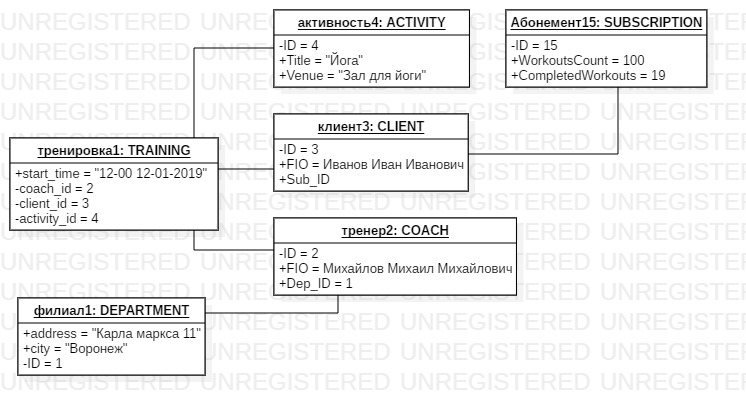 активность4: ACTIVITY
-ID = 4
+Title = "Йога"
+Venue = "Зал для йоги"
Абонемент15: SUBSCRIPTION
-ID = 15
+WorkoutsCount = 100
+CompletedWorkouts = 19
клиент3: CLIENT
-ID = 3
+FIO = Иванов Иван Иванович
+Sub_ID
тренировка1: TRAINING
+start_time = "12-00 12-01-2019"
-coach_id = 2
-client_id = 3
-activity_id = 4
тренер2: COACH
-ID = 2
+FIO = Михайлов Михаил Михайлович
+Dep_ID = 1
филиал1: DEPARTMENT
+address = "Карла маркса 11"
+city = "Воронеж"
-ID = 1
UNREGISTERED